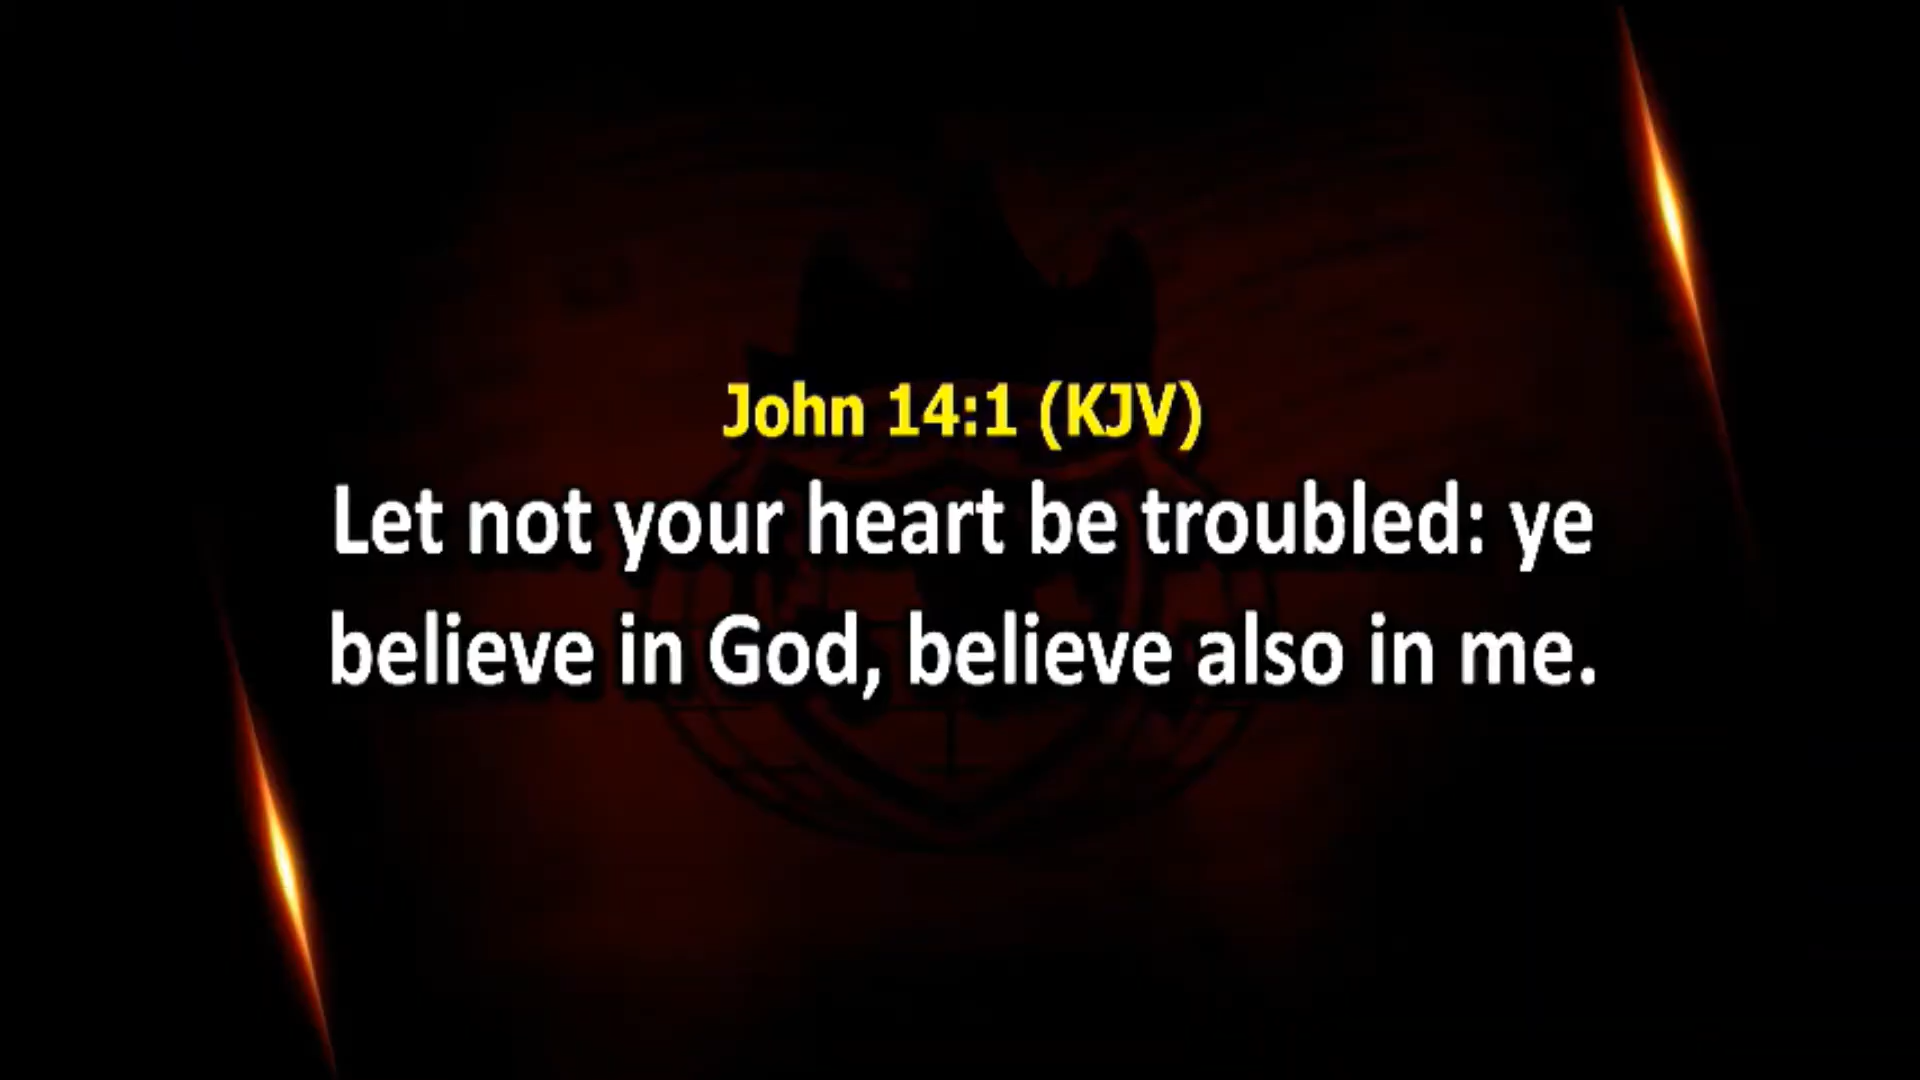 John 14:1 (KJV)
Let not your heart be troubled: ye
believe in God, believe also in me.